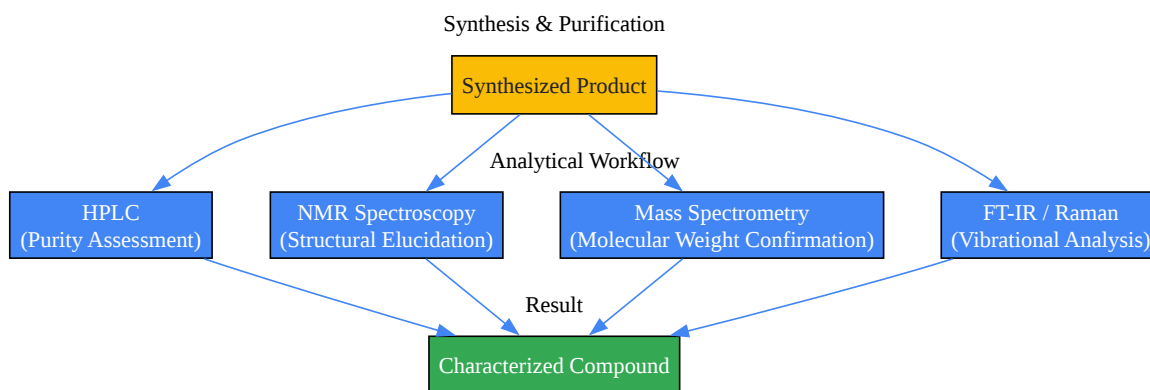 Synthesis & Purification
Synthesized Product
Analytical Workflow
HPLC
(Purity Assessment)
NMR Spectroscopy
(Structural Elucidation)
Mass Spectrometry
(Molecular Weight Confirmation)
FT-IR / Raman
(Vibrational Analysis)
Result
Characterized Compound